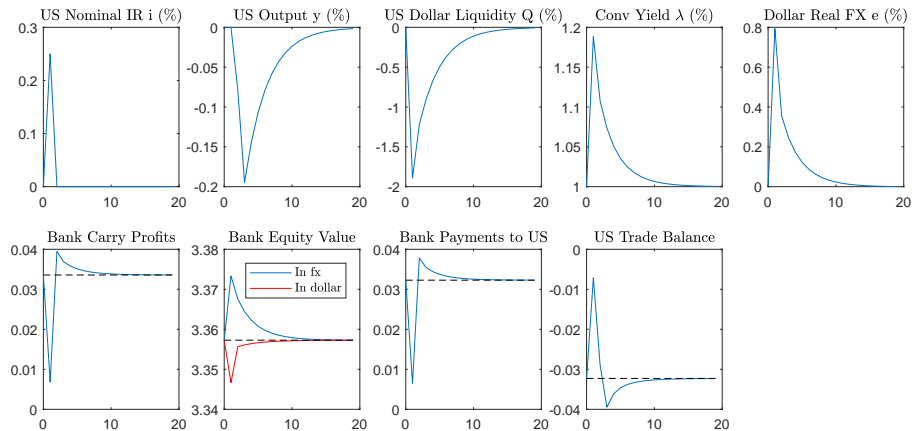 US Nominal IR i (%)
US Output y (%)
US Dollar Liquidity Q (%)
Conv Yield λ (%)
Dollar Real FX e (%)
0.3
0.2
0.1
0
0 10 20
0
-0.05
-0.1
-0.15
-0.2
0 10 20
0
-0.5
-1
-1.5
-2
0 10 20
1.2
1.15
1.1
1.05
1
0 10 20
0.8
0.6
0.4
0.2
0
0 10 20
Bank Carry Profits
Bank Equity Value
Bank Payments to US
US Trade Balance
0.04
0.03
0.02
0.01
0
0 10 20
3.38
3.37
3.36
3.35
3.34
In fx
In dollar
0 10 20
0.04
0.03
0.02
0.01
0
0 10 20
0
-0.01
-0.02
-0.03
-0.04
0 10 20